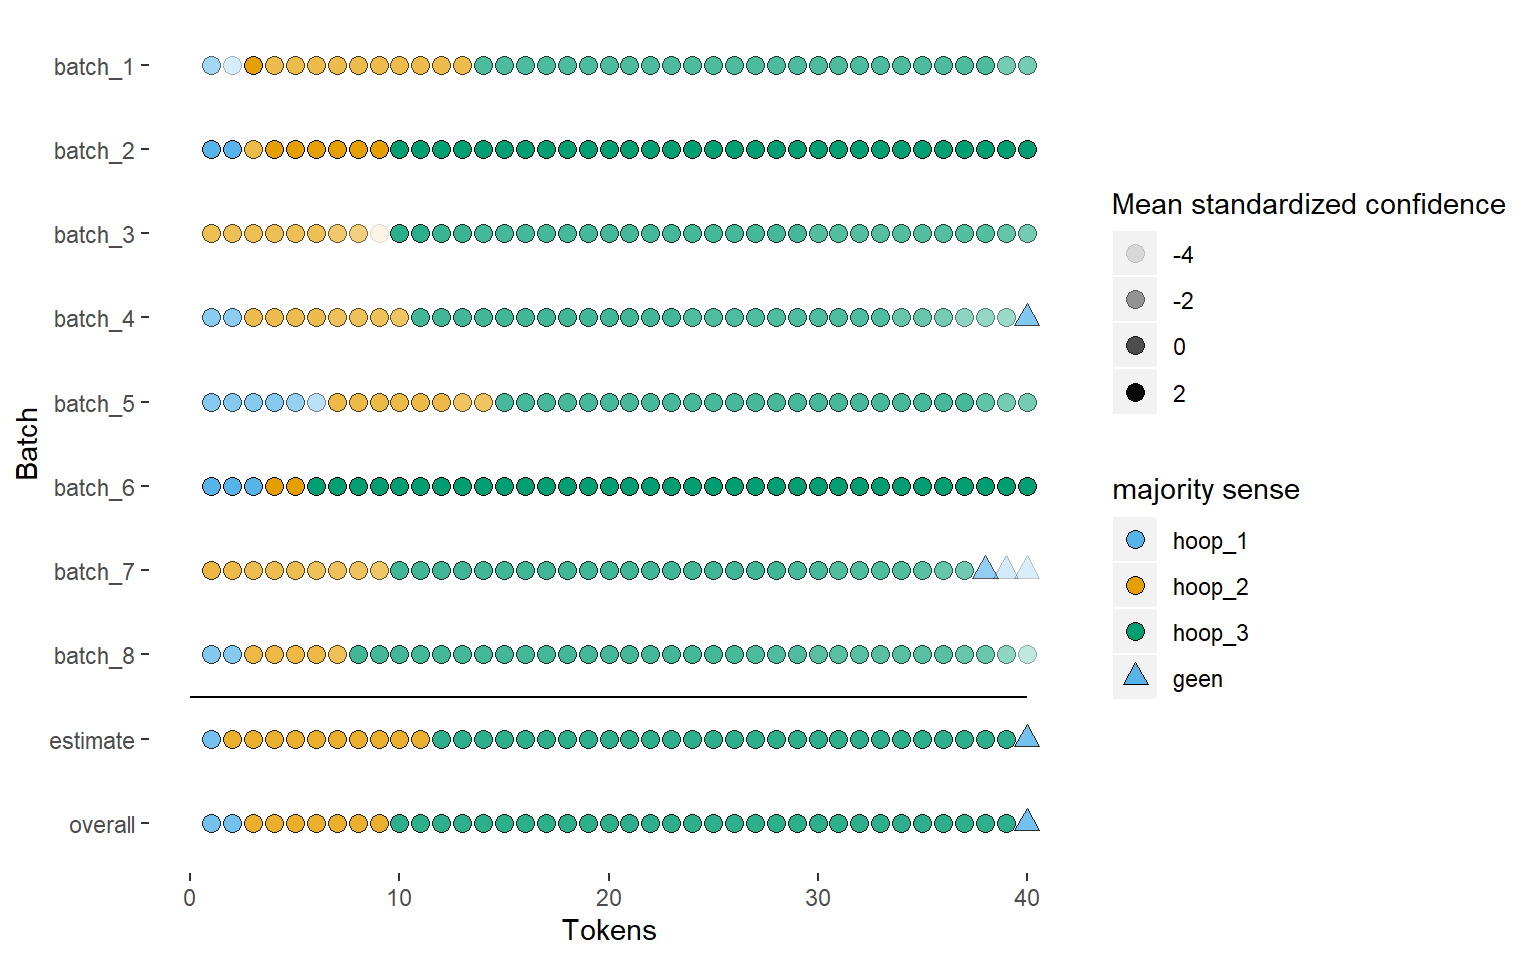 batch_1
batch_2
batch_3
batch_4
batch_5
batch_6
batch_7
batch_8
estimate
overall
Batch
0 10 20 30 40
Tokens
Mean standardized confidence
-4
-2
0
2
majority sense
hoop_1
hoop_2
hoop_3
geen